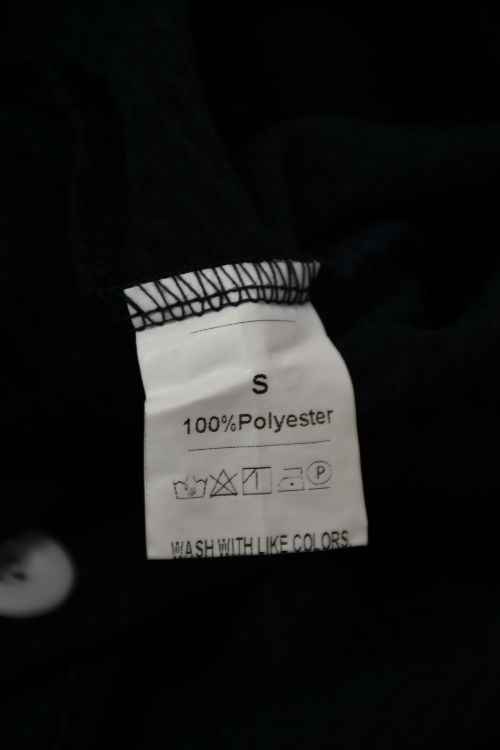 S
100%Polyester
P
WASH WITH LIKE COLORS.